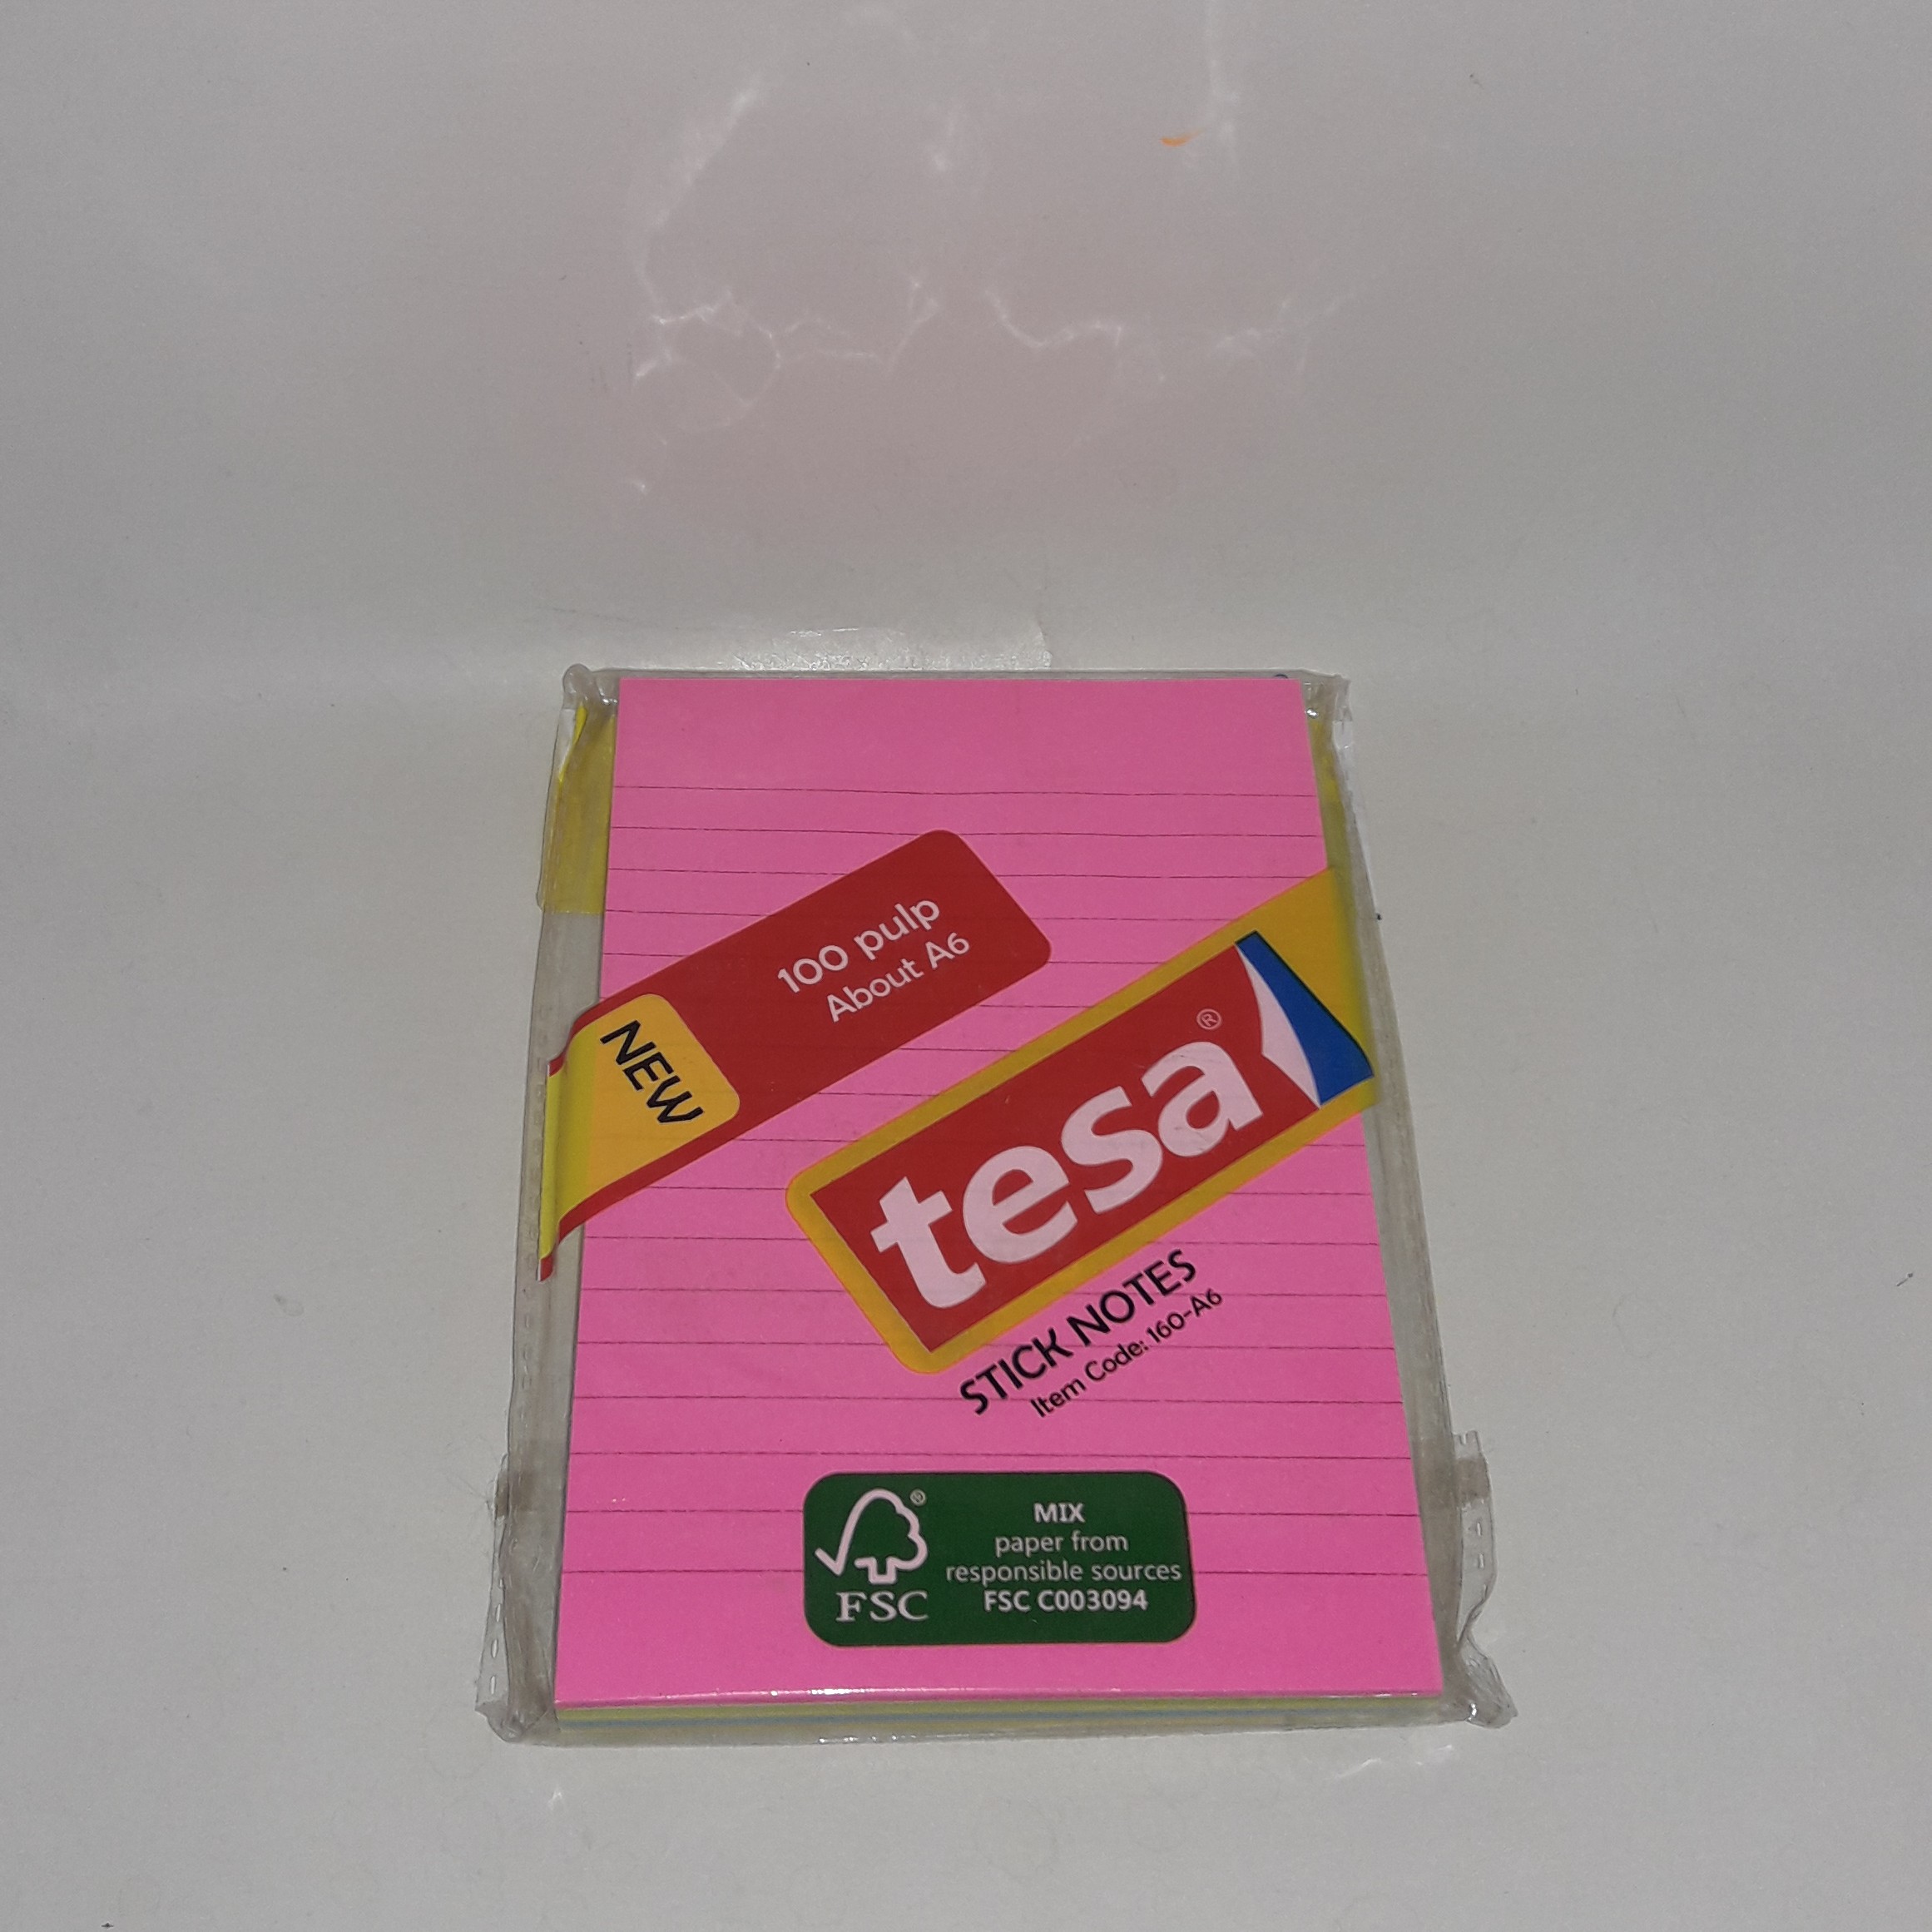 100 pulp
About A6
NEW
tesa®
STICK NOTES
Item Code: 160-A6
®
FSC
MIX
paper from
responsible sources
FSC C003094